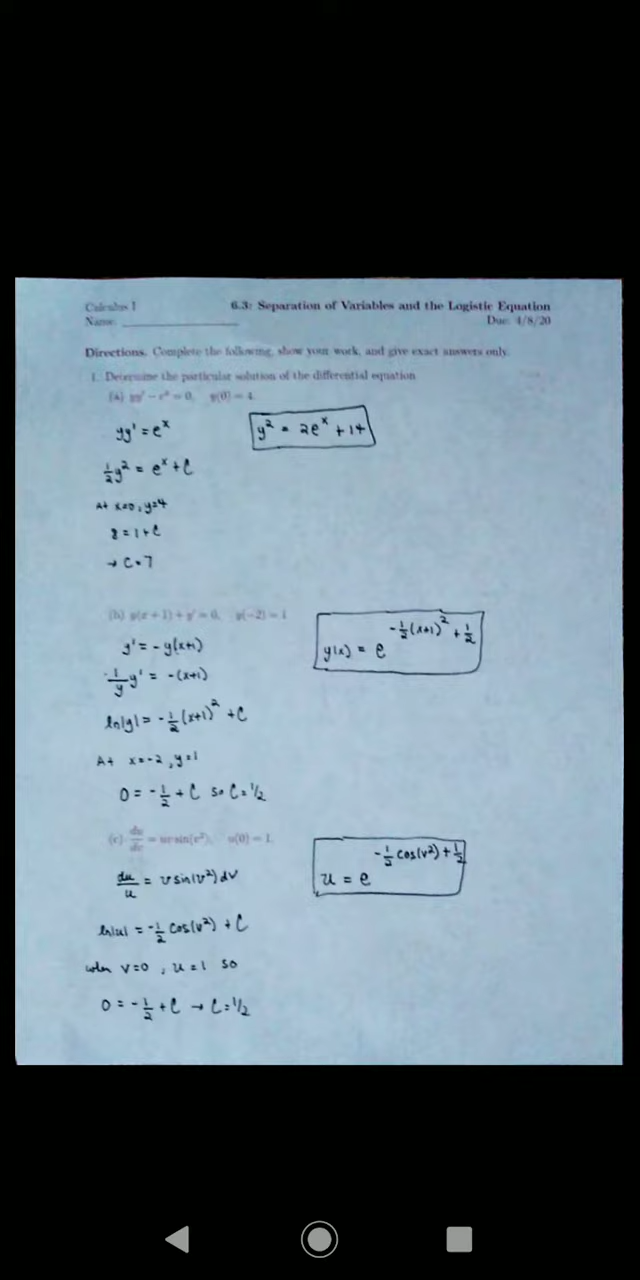 Calculus I 6.3: Separation of Variables and the Logistic Equation
Name: Due: 4/8/20
Directions. Complete the following, show your work, and give exact answers only.
1. Determine the particular solution of the differential equation
(a) yy' − e^x = 0, y(0) = 4.
yy' = e^x
y² = 2e^x + 14
½y² = e^x + C
At x=0, y=4
8 = 1 + C
→ C = 7
(b) y(x + 1) + y' = 0, y(−2) = 1
y' = −y(x+1)
y(x) = e^(−½(x+1)² + ½)
1/y y' = −(x+1)
ln|y| = −½(x+1)² + C
At x=−2, y=1
0 = −½ + C so C = 1/2
(c) du/dv = uv sin(v²), u(0) = 1.
du/u = v sin(v²) dv
u = e^(−½cos(v²) + ½)
ln|u| = −½ cos(v²) + C
when v=0, u=1 so
0 = −½ + C → C = 1/2